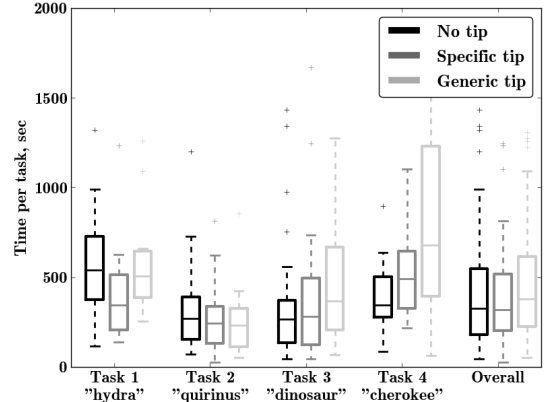 2000
1500
1000
500
0
Time per task, sec
No tip
Specific tip
Generic tip
Task 1 Task 2 Task 3 Task 4 Overall
"hydra" "quirinus" "dinosaur" "cherokee"